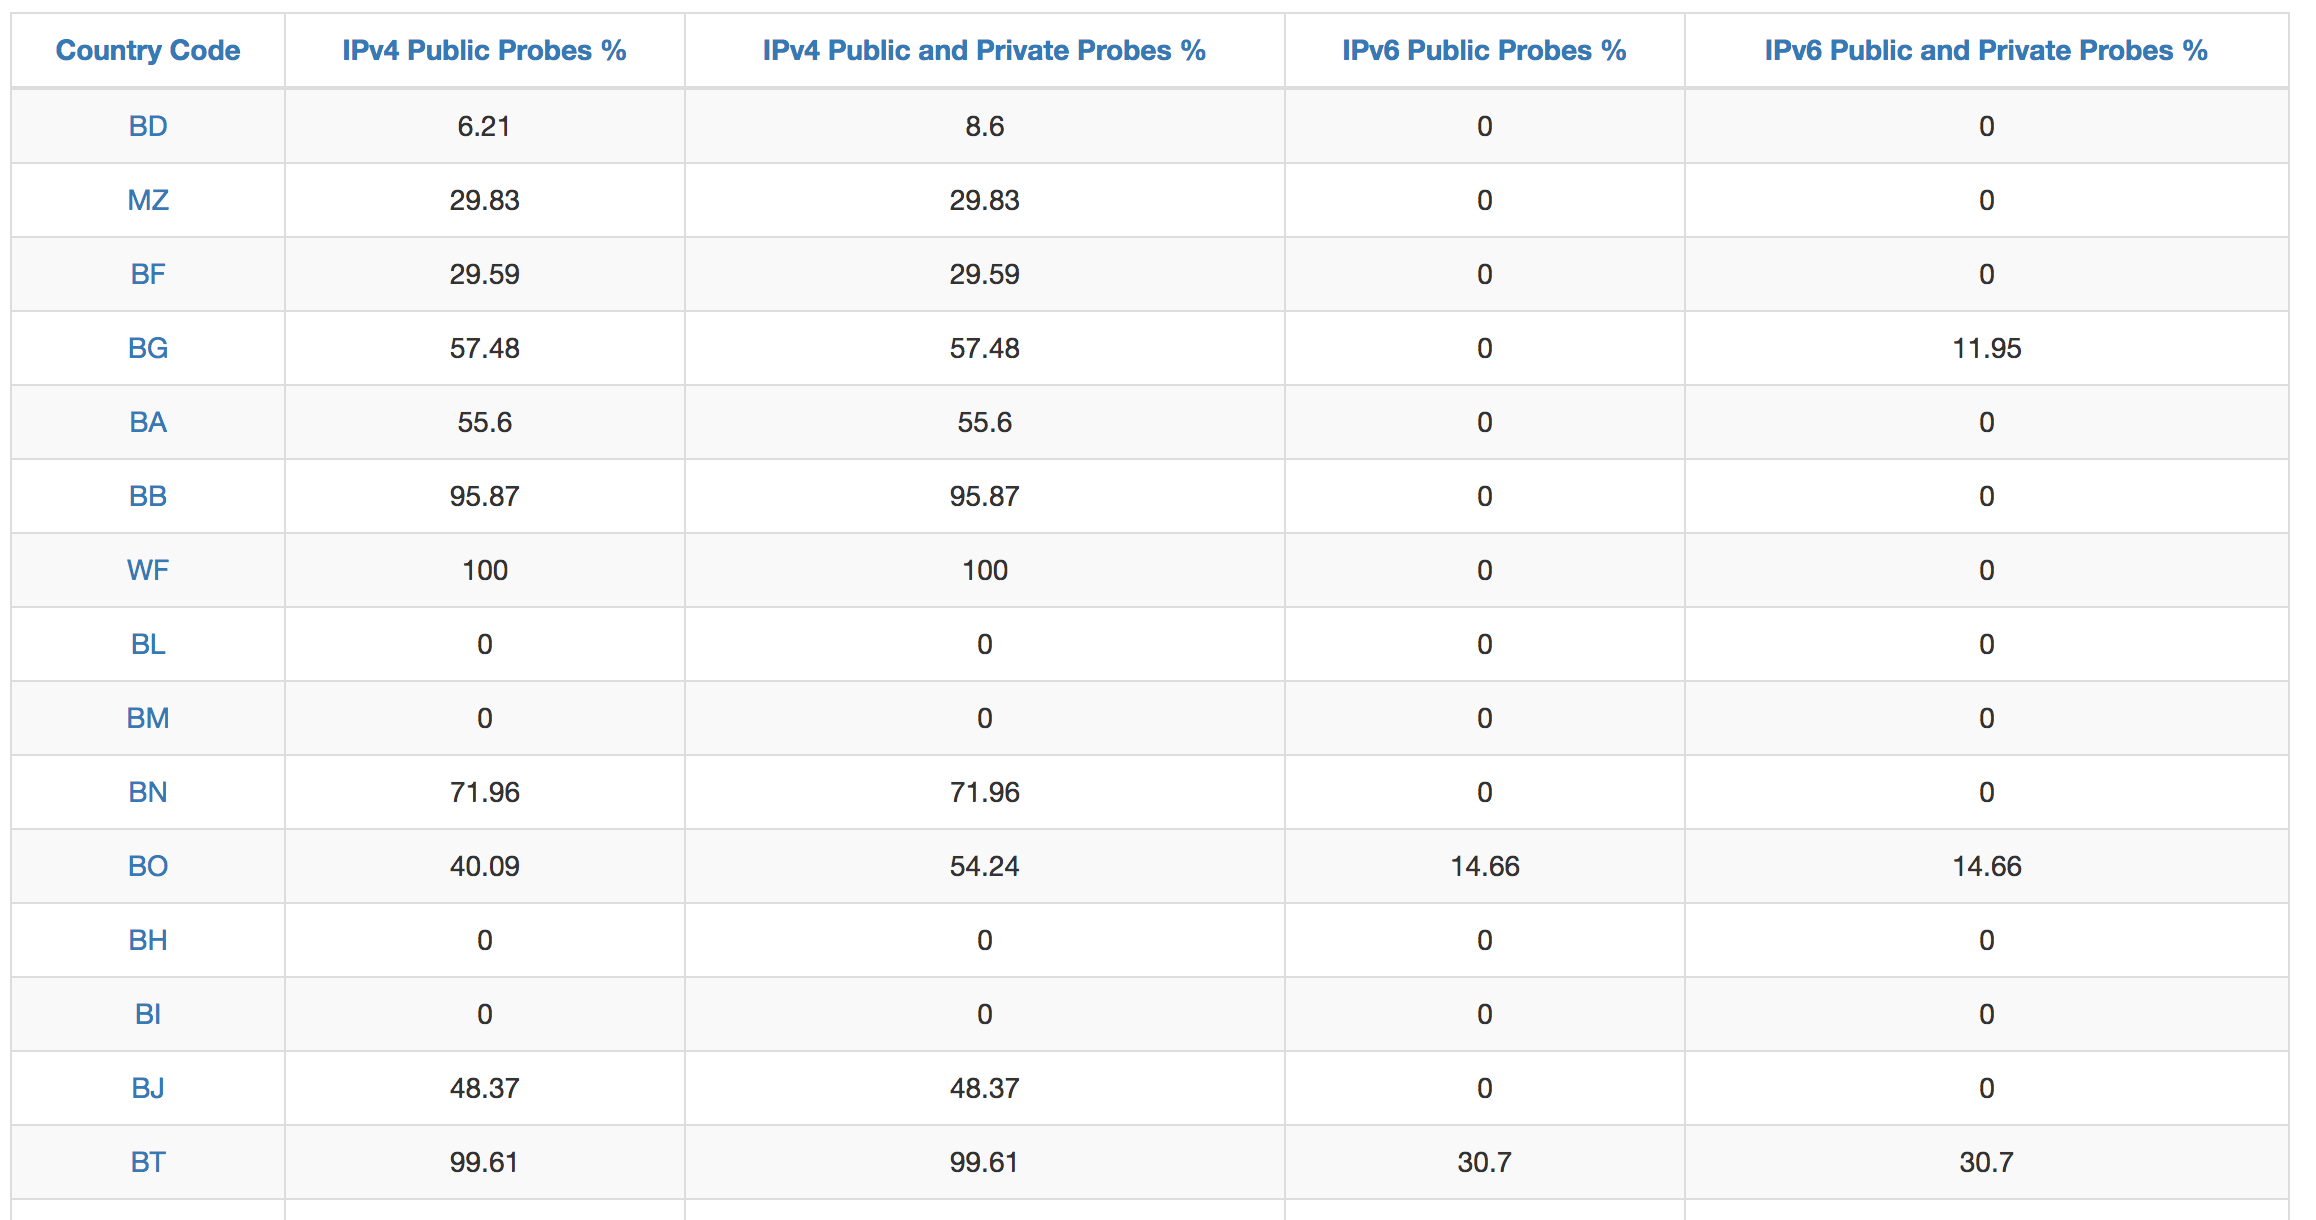 Country Code IPv4 Public Probes % IPv4 Public and Private Probes % IPv6 Public Probes % IPv6 Public and Private Probes %
BD 6.21 8.6 0 0
MZ 29.83 29.83 0 0
BF 29.59 29.59 0 0
BG 57.48 57.48 0 11.95
BA 55.6 55.6 0 0
BB 95.87 95.87 0 0
WF 100 100 0 0
BL 0 0 0 0
BM 0 0 0 0
BN 71.96 71.96 0 0
BO 40.09 54.24 14.66 14.66
BH 0 0 0 0
BI 0 0 0 0
BJ 48.37 48.37 0 0
BT 99.61 99.61 30.7 30.7